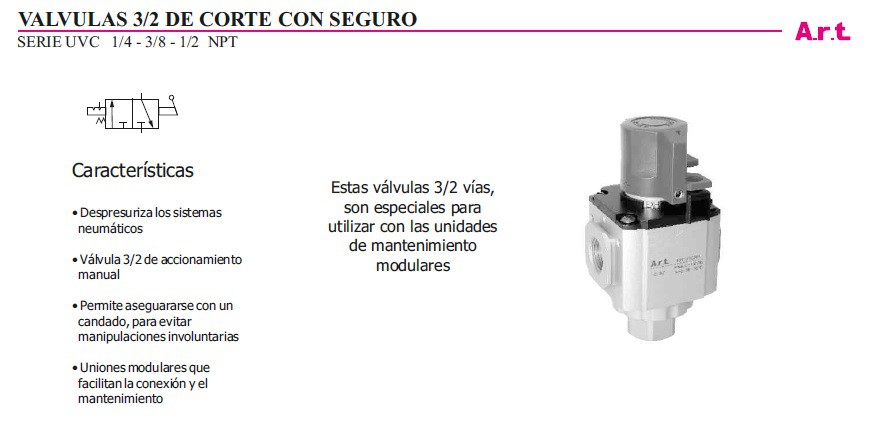 VALVULAS 3/2 DE CORTE CON SEGURO
SERIE UVC 1/4 - 3/8 - 1/2 NPT
A.r.t.
Características
• Despresuriza los sistemas
neumáticos
• Válvula 3/2 de accionamiento
manual
• Permite asegurarase con un
candado, para evitar
manipulaciones involuntarias
• Uniones modulares que
facilitan la conexión y el
mantenimiento
Estas válvulas 3/2 vías,
son especiales para
utilizar con las unidades
de mantenimiento
modulares
EXH
A.r.t.